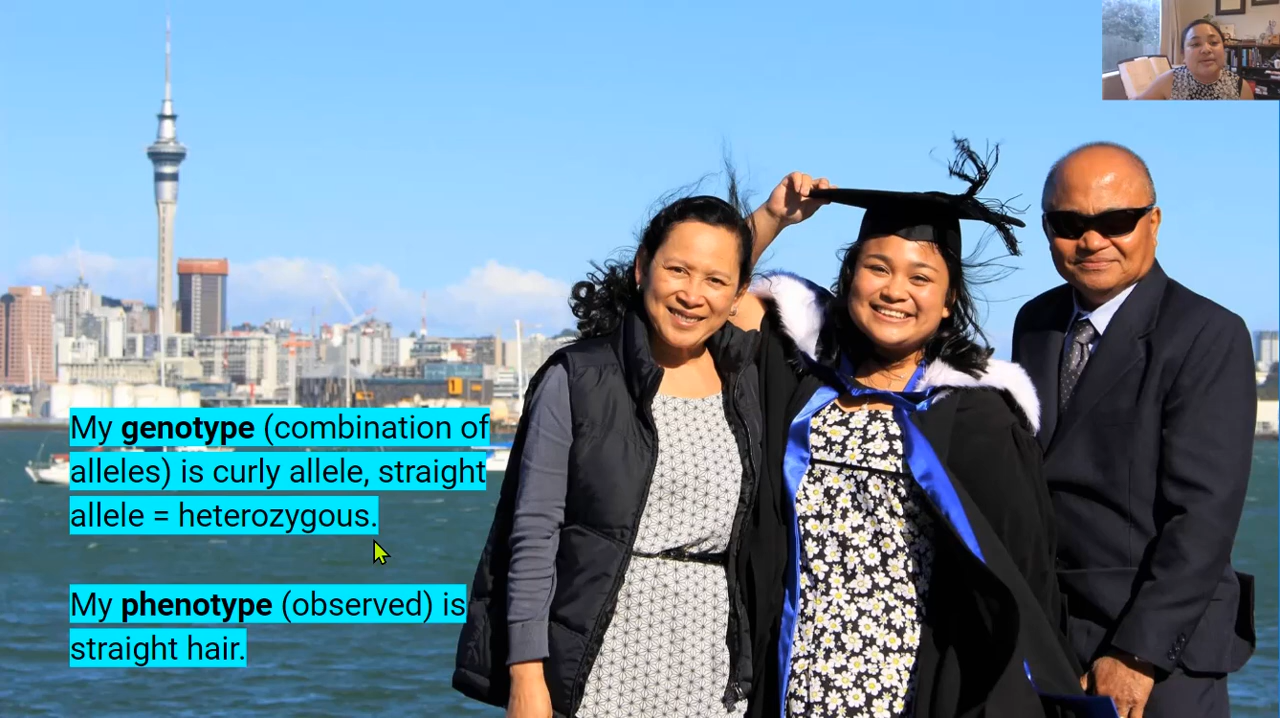 My genotype (combination of
alleles) is curly allele, straight
allele = heterozygous.
My phenotype (observed) is
straight hair.